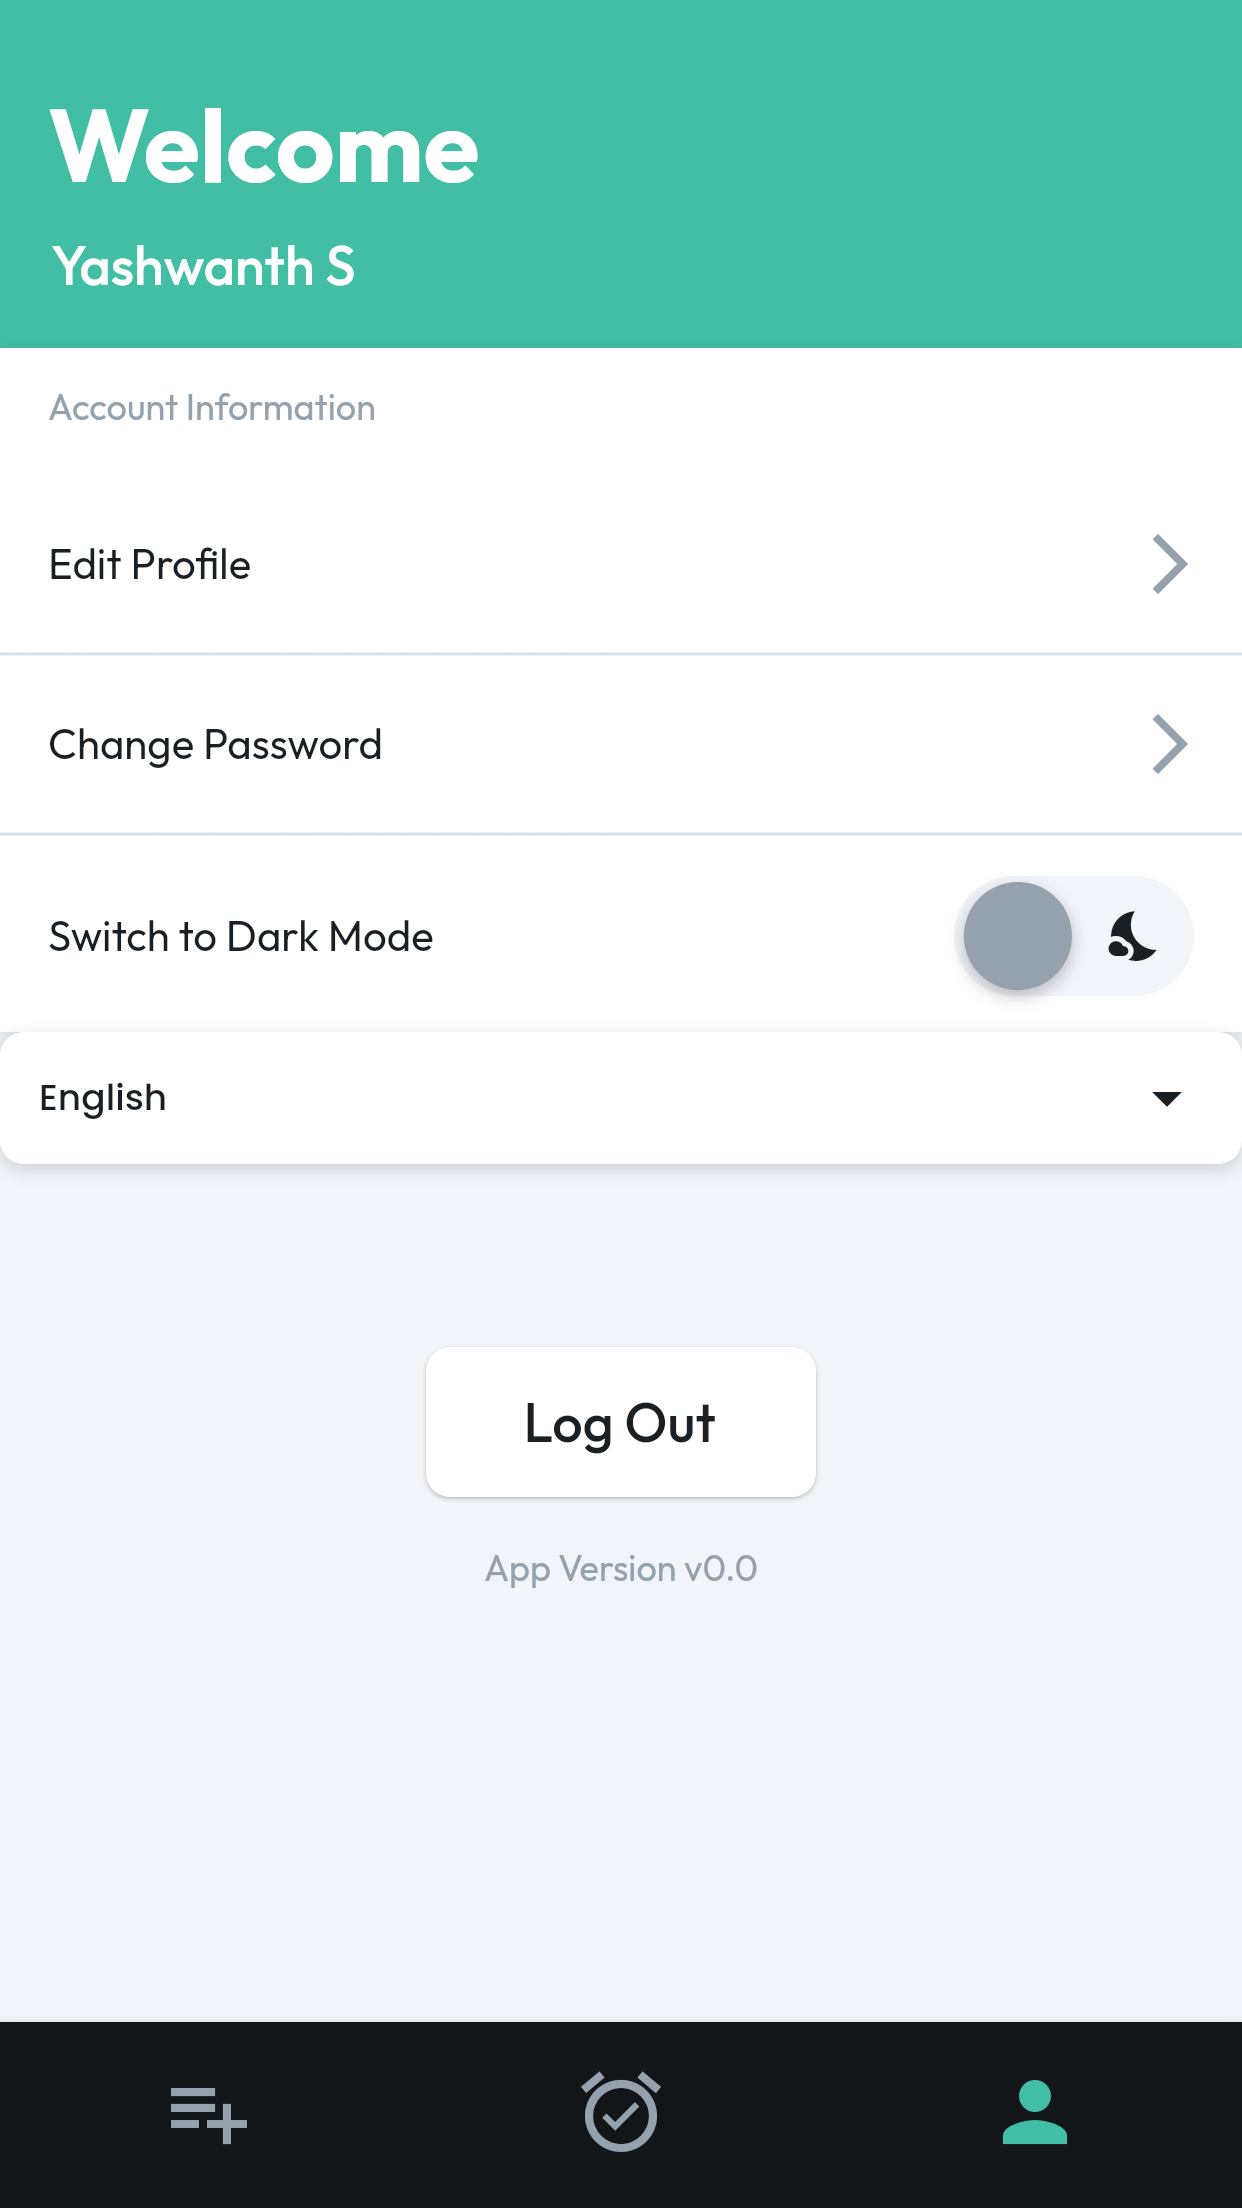 Welcome
Yashwanth S
Account Information
Edit Profile
Change Password
Switch to Dark Mode
English
Log Out
App Version v0.0